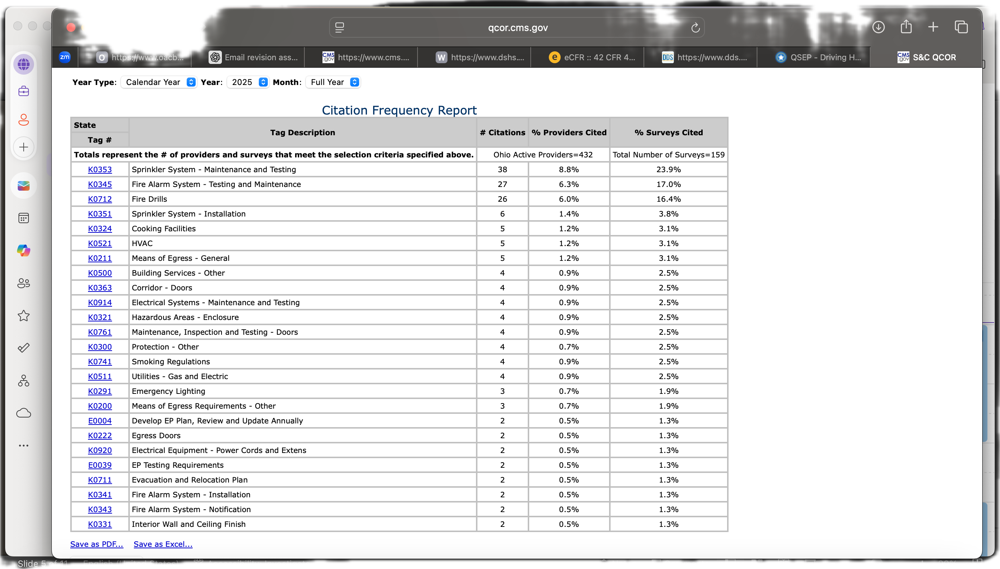 qcor.cms.gov
zm
O https://www.oacb...
Email revision ass...
CMS .gov https://www.cms....
W https://www.dshs....
e eCFR :: 42 CFR 4...
DDS https://www.dds....
QSEP - Driving H...
CMS .gov S&C QCOR
Year Type: Calendar Year Year: 2025 Month: Full Year
Citation Frequency Report
State
Tag # Tag Description # Citations % Providers Cited % Surveys Cited
Totals represent the # of providers and surveys that meet the selection criteria specified above. Ohio Active Providers=432 Total Number of Surveys=159
K0353 Sprinkler System - Maintenance and Testing 38 8.8% 23.9%
K0345 Fire Alarm System - Testing and Maintenance 27 6.3% 17.0%
K0712 Fire Drills 26 6.0% 16.4%
K0351 Sprinkler System - Installation 6 1.4% 3.8%
K0324 Cooking Facilities 5 1.2% 3.1%
K0521 HVAC 5 1.2% 3.1%
K0211 Means of Egress - General 5 1.2% 3.1%
K0500 Building Services - Other 4 0.9% 2.5%
K0363 Corridor - Doors 4 0.9% 2.5%
K0914 Electrical Systems - Maintenance and Testing 4 0.9% 2.5%
K0321 Hazardous Areas - Enclosure 4 0.9% 2.5%
K0761 Maintenance, Inspection and Testing - Doors 4 0.9% 2.5%
K0300 Protection - Other 4 0.7% 2.5%
K0741 Smoking Regulations 4 0.9% 2.5%
K0511 Utilities - Gas and Electric 4 0.9% 2.5%
K0291 Emergency Lighting 3 0.7% 1.9%
K0200 Means of Egress Requirements - Other 3 0.7% 1.9%
E0004 Develop EP Plan, Review and Update Annually 2 0.5% 1.3%
K0222 Egress Doors 2 0.5% 1.3%
K0920 Electrical Equipment - Power Cords and Extens 2 0.5% 1.3%
E0039 EP Testing Requirements 2 0.5% 1.3%
K0711 Evacuation and Relocation Plan 2 0.5% 1.3%
K0341 Fire Alarm System - Installation 2 0.5% 1.3%
K0343 Fire Alarm System - Notification 2 0.5% 1.3%
K0331 Interior Wall and Ceiling Finish 2 0.5% 1.3%
Save as PDF... Save as Excel...
Slide 5 of 11 English (United States)